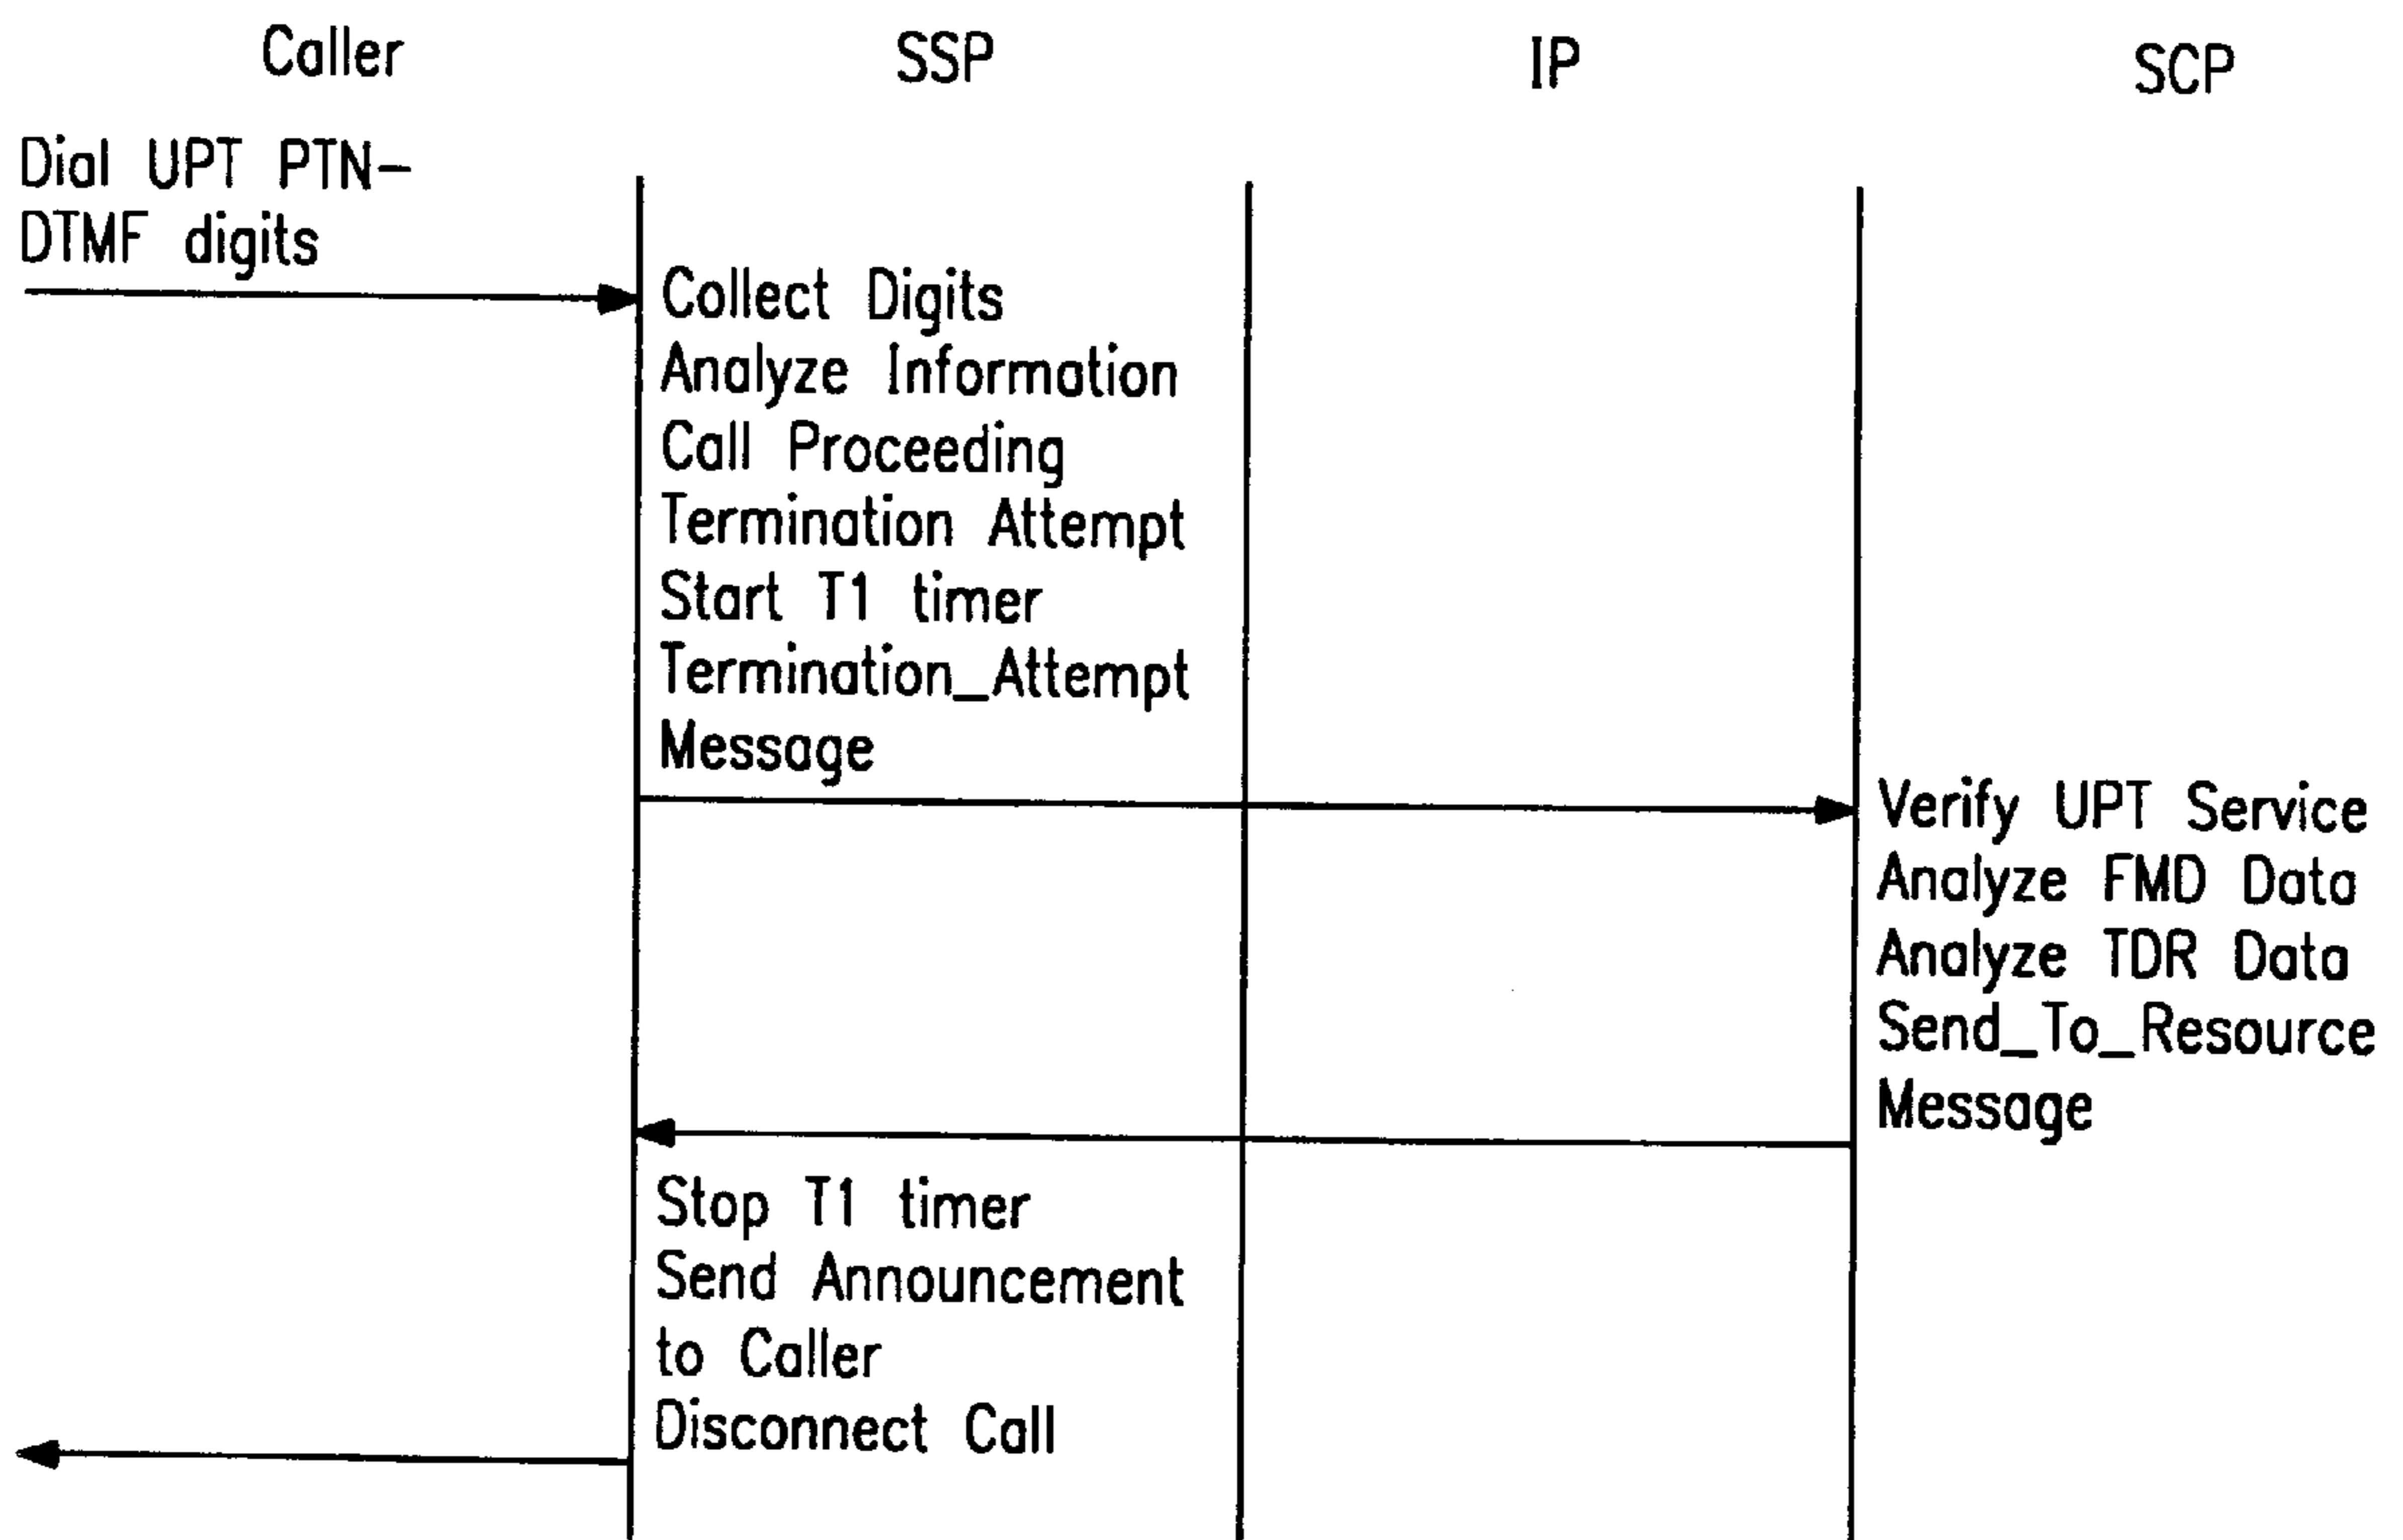 Caller SSP IP SCP
Dial UPT PTN-
DTMF digits
Collect Digits
Analyze Information
Call Proceeding
Termination Attempt
Start T1 timer
Termination_Attempt
Message
Verify UPT Service
Analyze FMD Data
Analyze TDR Data
Send_To_Resource
Message
Stop T1 timer
Send Announcement
to Caller
Disconnect Call